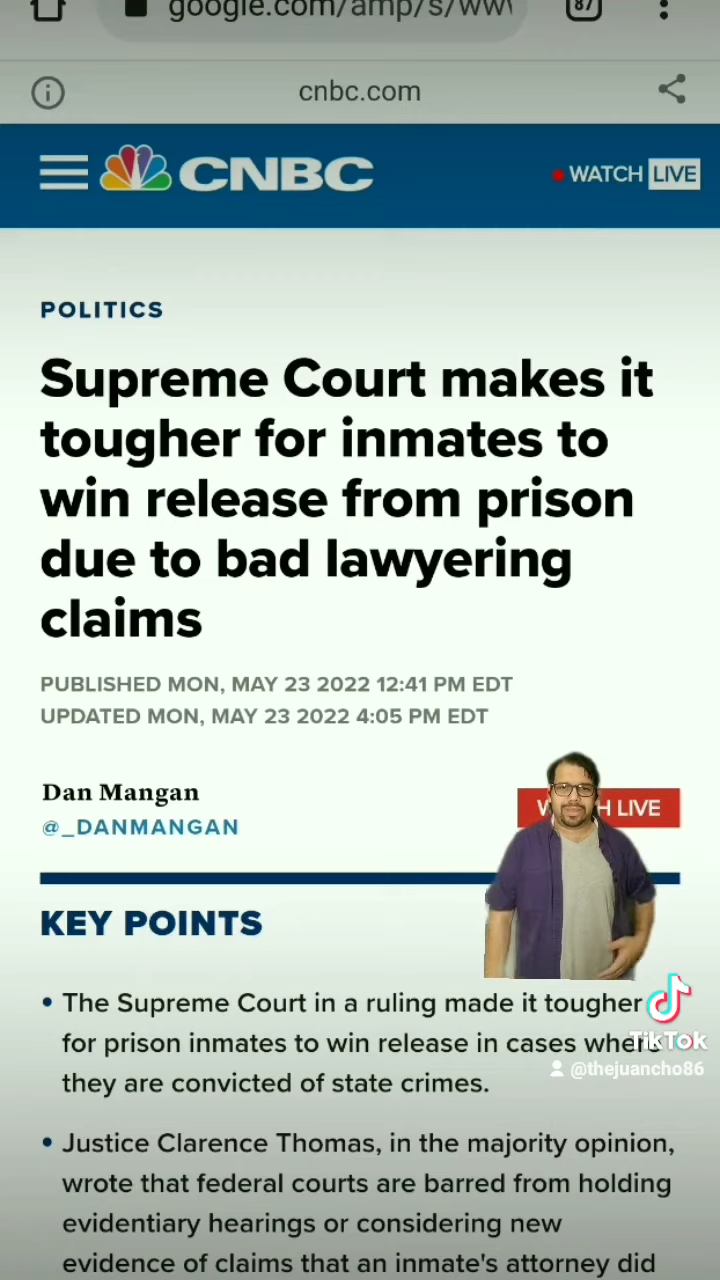 google.com/amp/s/ww
87
cnbc.com
CNBC
WATCH LIVE
POLITICS
Supreme Court makes it
tougher for inmates to
win release from prison
due to bad lawyering
claims
PUBLISHED MON, MAY 23 2022 12:41 PM EDT
UPDATED MON, MAY 23 2022 4:05 PM EDT
Dan Mangan
@_DANMANGAN
LIVE
KEY POINTS
• The Supreme Court in a ruling made it tougher
for prison inmates to win release in cases where
they are convicted of state crimes.
• Justice Clarence Thomas, in the majority opinion,
wrote that federal courts are barred from holding
evidentiary hearings or considering new
evidence of claims that an inmate's attorney did
TikTok
@thejuancho86